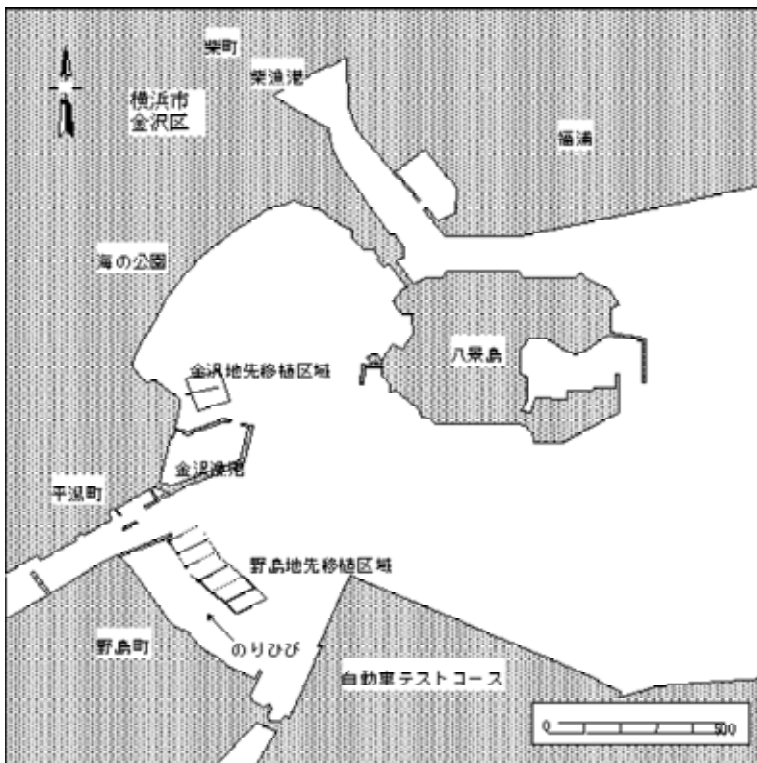 柴町
柴漁港
横浜市
金沢区
福浦
海の公園
八景島
金沢地先移植区域
金沢漁港
平潟町
野島地先移植区域
野島町
のりひび
自動車テストコース
0 500